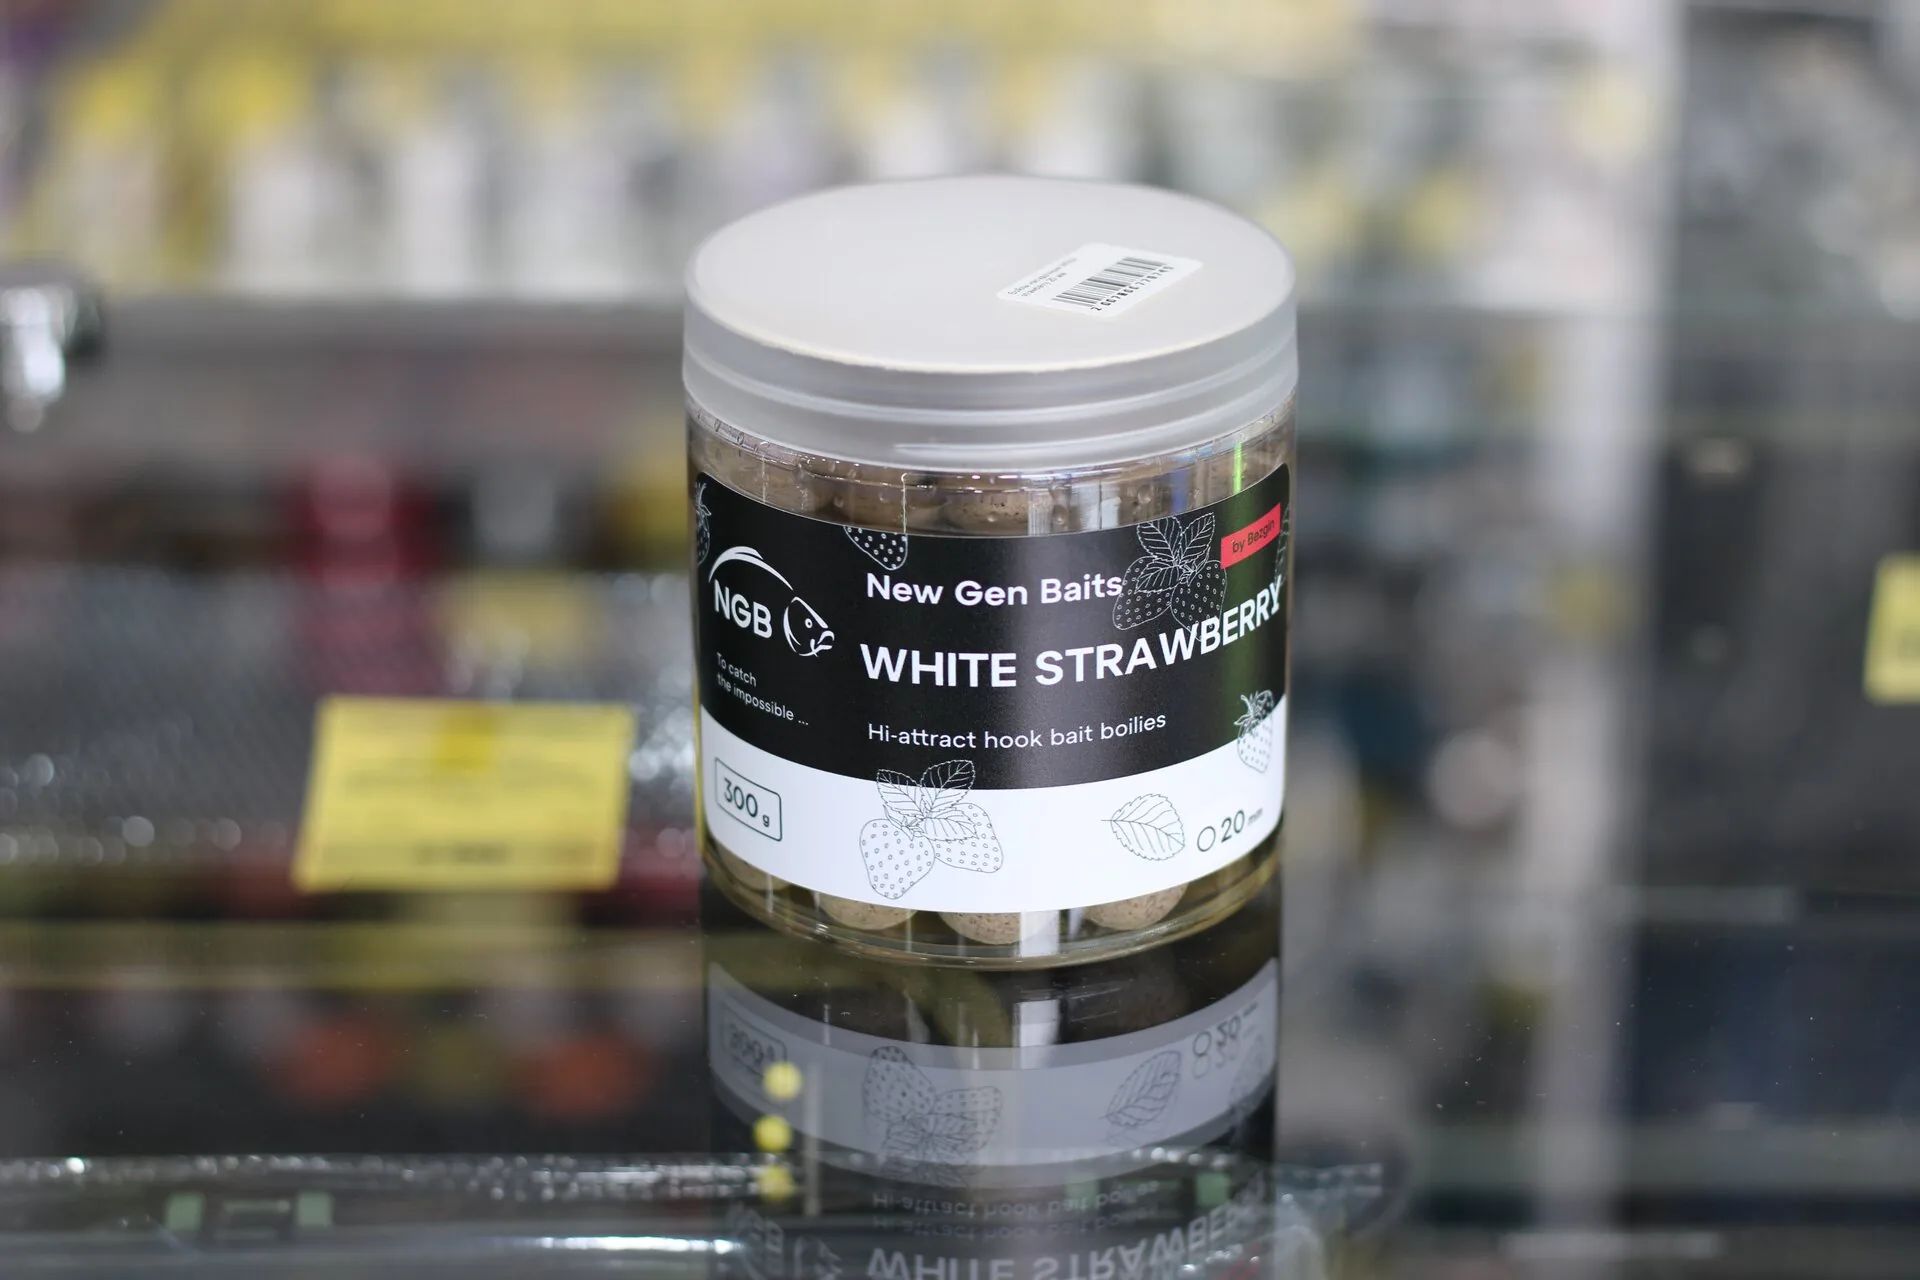 by Bezgin
NGB
New Gen Baits
WHITE STRAWBERRY
To catch
the impossible ...
Hi-attract hook bait boilies
300 g
20 mm